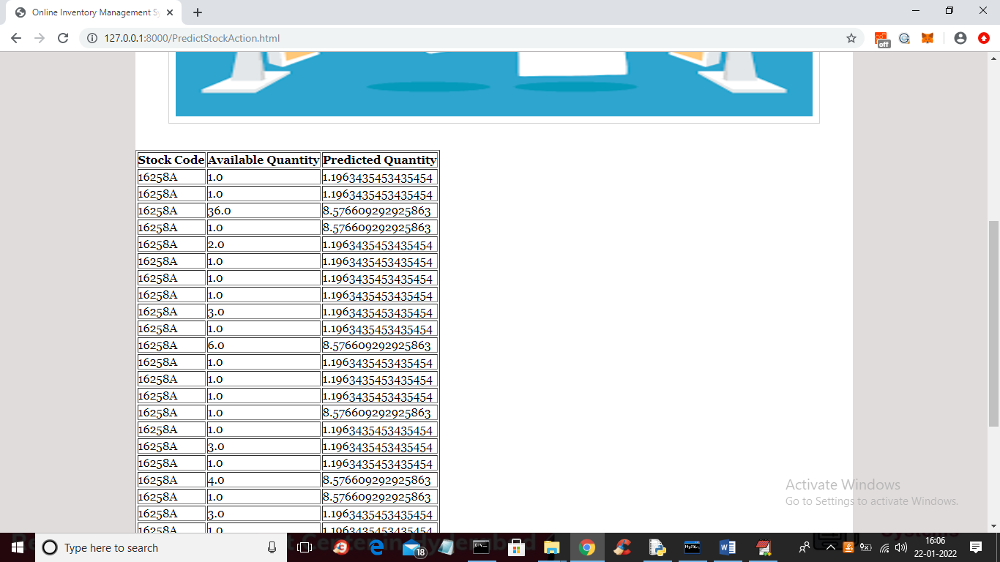 Online Inventory Management S
127.0.0.1:8000/PredictStockAction.html
off
Stock Code Available Quantity Predicted Quantity
16258A 1.0 1.1963435453435454
16258A 1.0 1.1963435453435454
16258A 36.0 8.576609292925863
16258A 1.0 8.576609292925863
16258A 2.0 1.1963435453435454
16258A 1.0 1.1963435453435454
16258A 1.0 1.1963435453435454
16258A 1.0 1.1963435453435454
16258A 3.0 1.1963435453435454
16258A 1.0 1.1963435453435454
16258A 6.0 8.576609292925863
16258A 1.0 1.1963435453435454
16258A 1.0 1.1963435453435454
16258A 1.0 1.1963435453435454
16258A 1.0 8.576609292925863
16258A 1.0 1.1963435453435454
16258A 3.0 1.1963435453435454
16258A 1.0 1.1963435453435454
16258A 4.0 8.576609292925863
16258A 1.0 8.576609292925863
16258A 3.0 1.1963435453435454
16258A 1.0 1.1963435453435454
Activate Windows
Go to Settings to activate Windows.
Type here to search
18
MySQL
16:06
22-01-2022